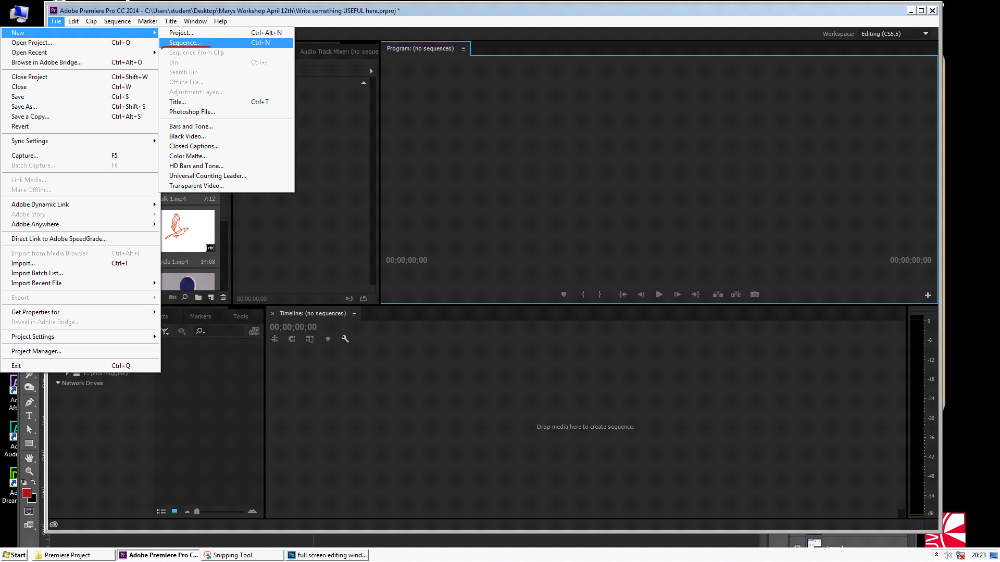 Adobe Premiere Pro CC 2014 - C:\Users\student\Desktop\Marys Workshop April 12th\Write something USEFUL here.prproj *
File Edit Clip Sequence Marker Title Window Help
New
Open Project... Ctrl+O
Open Recent
Browse in Adobe Bridge... Ctrl+Alt+O
Close Project Ctrl+Shift+W
Close Ctrl+W
Save Ctrl+S
Save As... Ctrl+Shift+S
Save a Copy... Ctrl+Alt+S
Revert
Sync Settings
Capture... F5
Batch Capture... F6
Link Media...
Make Offline...
Adobe Dynamic Link
Adobe Story
Adobe Anywhere
Direct Link to Adobe SpeedGrade...
Import from Media Browser Ctrl+Alt+I
Import... Ctrl+I
Import Batch List...
Import Recent File
Export
Get Properties for
Reveal in Adobe Bridge...
Project Settings
Project Manager...
Exit Ctrl+Q
Project... Ctrl+Alt+N
Sequence... Ctrl+N
Sequence From Clip
Bin Ctrl+/
Search Bin
Offline File...
Adjustment Layer...
Title... Ctrl+T
Photoshop File...
Bars and Tone...
Black Video...
Closed Captions...
Color Matte...
HD Bars and Tone...
Universal Counting Leader...
Transparent Video...
Audio Track Mixer: (no seque
Program: (no sequences)
Workspace: Editing (CS5.5)
alk 1.mp4 7:12
ycle 1.mp4 14:08
00;00;00;00
00;00;00;00 00;00;00;00
cts Markers Tools
E: (Mrs Miggins)
Network Drives
× Timeline: (no sequences)
00;00;00;00
Drop media here to create sequence.
0
-6
-12
-18
-24
-30
-36
-42
-48
-54
dB
Ad
Aft
Ad
Audi
Ad
Drean
Start Premiere Project Adobe Premiere Pro C... Snipping Tool full screen editing wind... 20:23